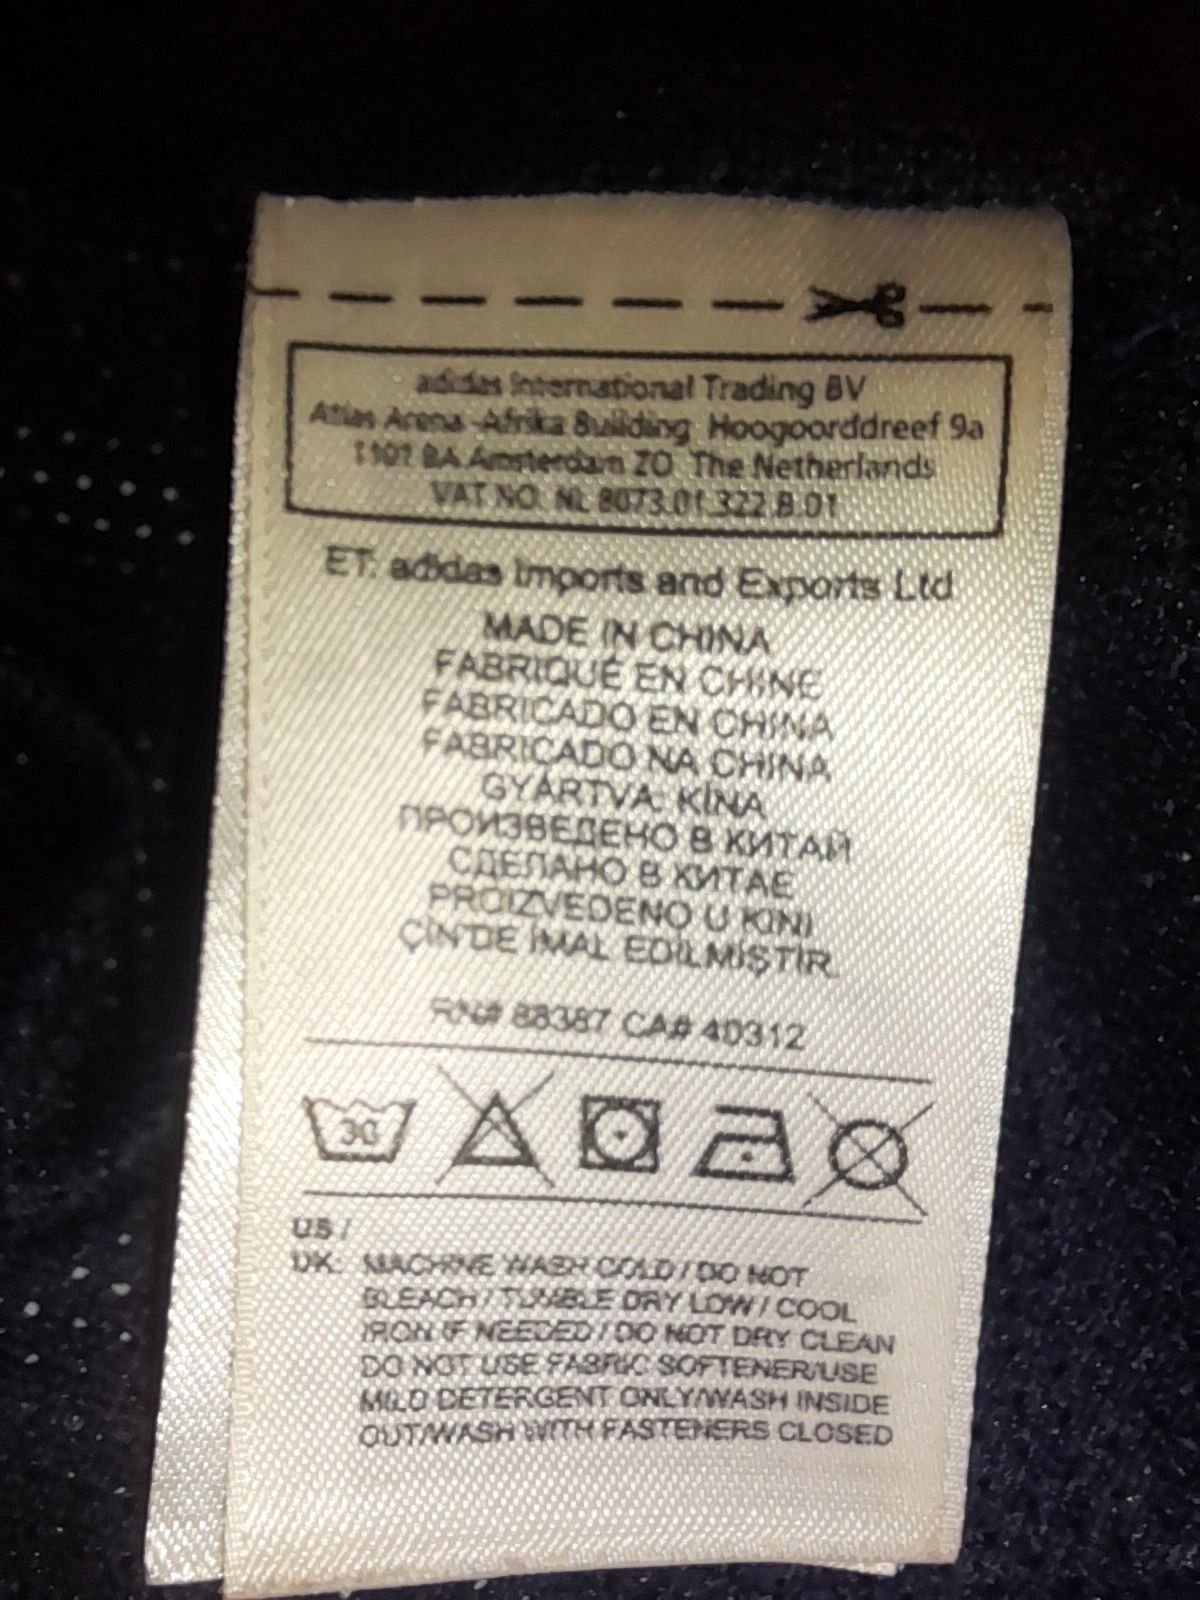 adidas International Trading BV
Atlas Arena -Afrika Building Hoogoorddreef 9a
1107 BA Amsterdam ZO The Netherlands
VAT NO. NL 8073.01.322.B.01
ET: adidas Imports and Exports Ltd
MADE IN CHINA
FABRIQUÉ EN CHINE
FABRICADO EN CHINA
FABRICADO NA CHINA
GYÁRTVA: KÍNA
ПРОИЗВЕДЕНО В КИТАЙ
СДЕЛАНО В КИТАЕ
PROIZVEDENO U KINI
ÇİN'DE İMAL EDİLMİŞTİR.
RN# 88387 CA# 40312
30
US /
UK: MACHINE WASH COLD / DO NOT
BLEACH / TUMBLE DRY LOW / COOL
IRON IF NEEDED / DO NOT DRY CLEAN
DO NOT USE FABRIC SOFTENER/USE
MILD DETERGENT ONLY/WASH INSIDE
OUT/WASH WITH FASTENERS CLOSED